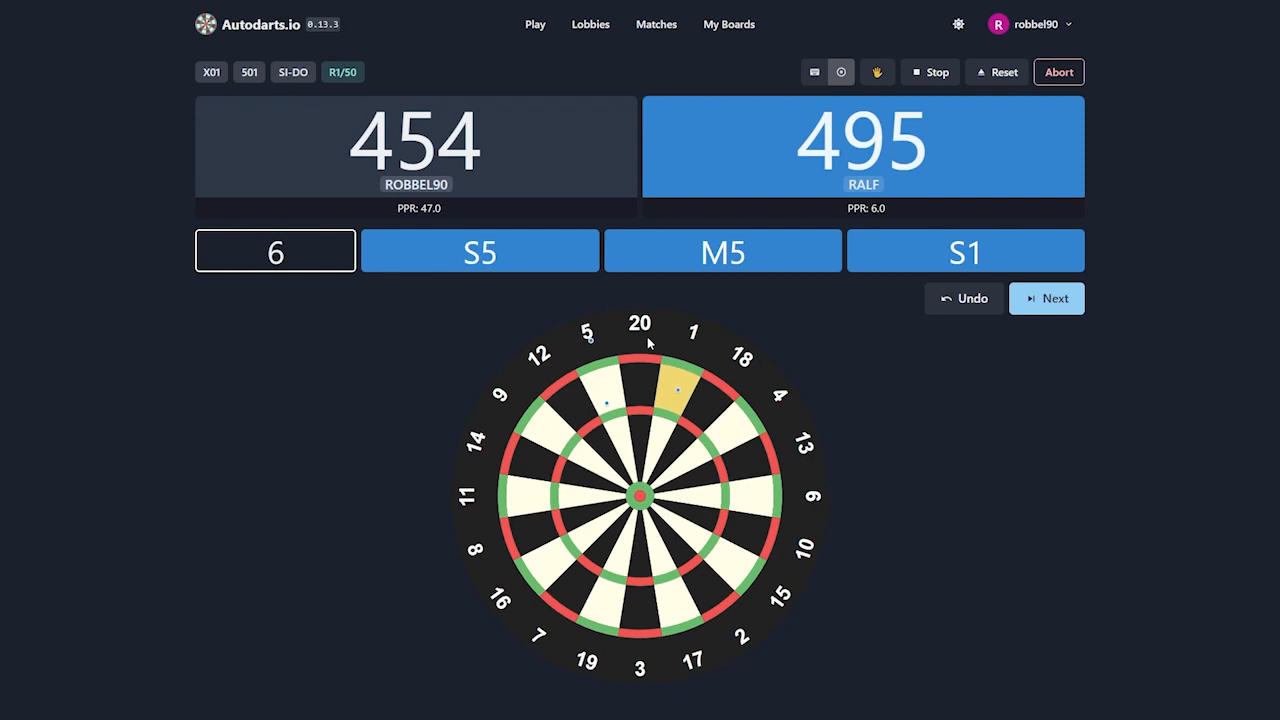 Autodarts.io 0.13.3
Play Lobbies Matches My Boards
R robbel90
X01 501 SI-DO R1/50
Stop Reset Abort
454 495
ROBBEL90 RALF
PPR: 47.0 PPR: 6.0
6 S5 M5 S1
Undo Next
20
5 1
12 18
9 4
14 13
11 6
8 10
16 15
7 2
19 17
3